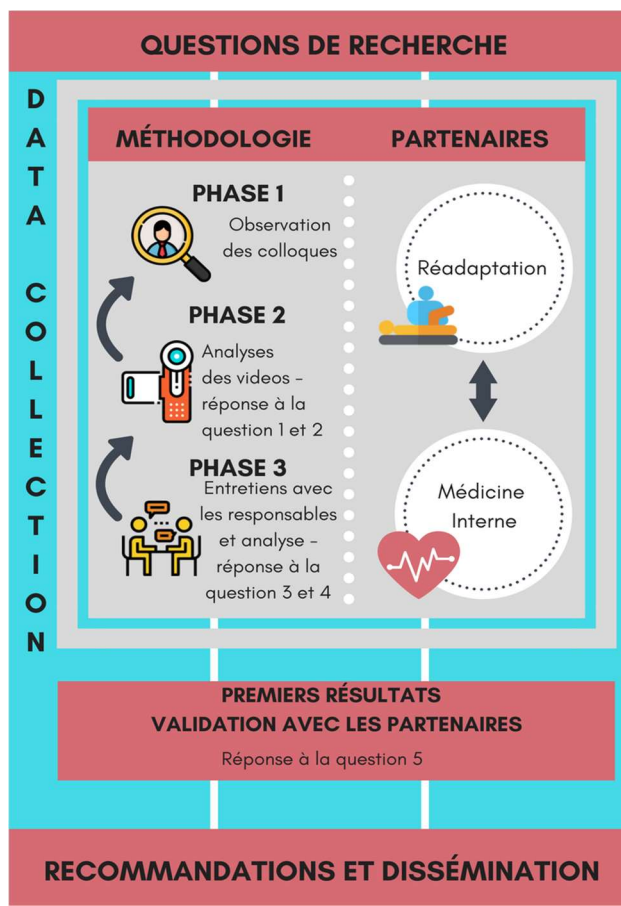 QUESTIONS DE RECHERCHE
DATA COLLECTION
MÉTHODOLOGIE
PHASE 1
Observation
des colloques
PHASE 2
Analyses
des videos -
réponse à la
question 1 et 2
PHASE 3
Entretiens avec
les responsables
et analyse -
réponse à la
question 3 et 4
PARTENAIRES
Réadaptation
Médicine
Interne
PREMIERS RÉSULTATS
VALIDATION AVEC LES PARTENAIRES
Réponse à la question 5
RECOMMANDATIONS ET DISSÉMINATION